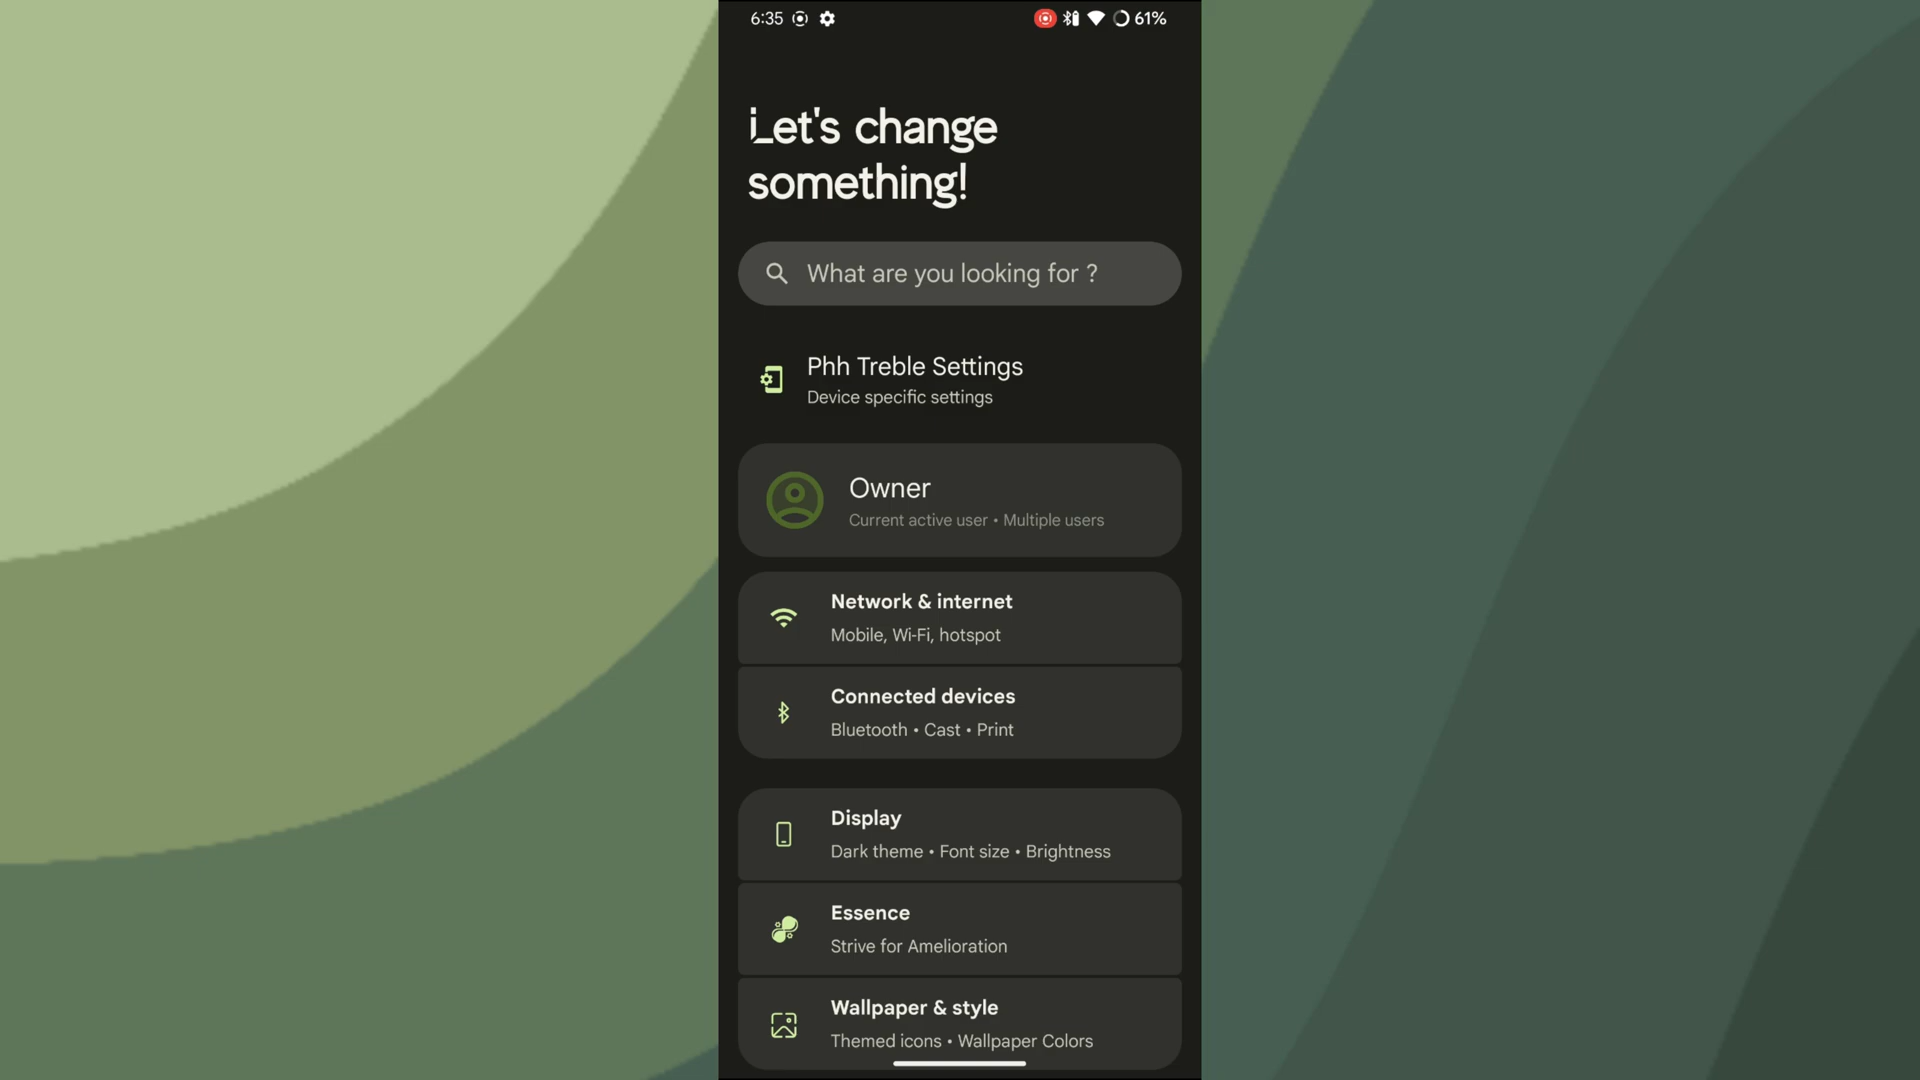 6:35
61%
Let's change
something!
What are you looking for ?
Phh Treble Settings
Device specific settings
Owner
Current active user • Multiple users
Network & internet
Mobile, Wi-Fi, hotspot
Connected devices
Bluetooth • Cast • Print
Display
Dark theme • Font size • Brightness
Essence
Strive for Amelioration
Wallpaper & style
Themed icons • Wallpaper Colors